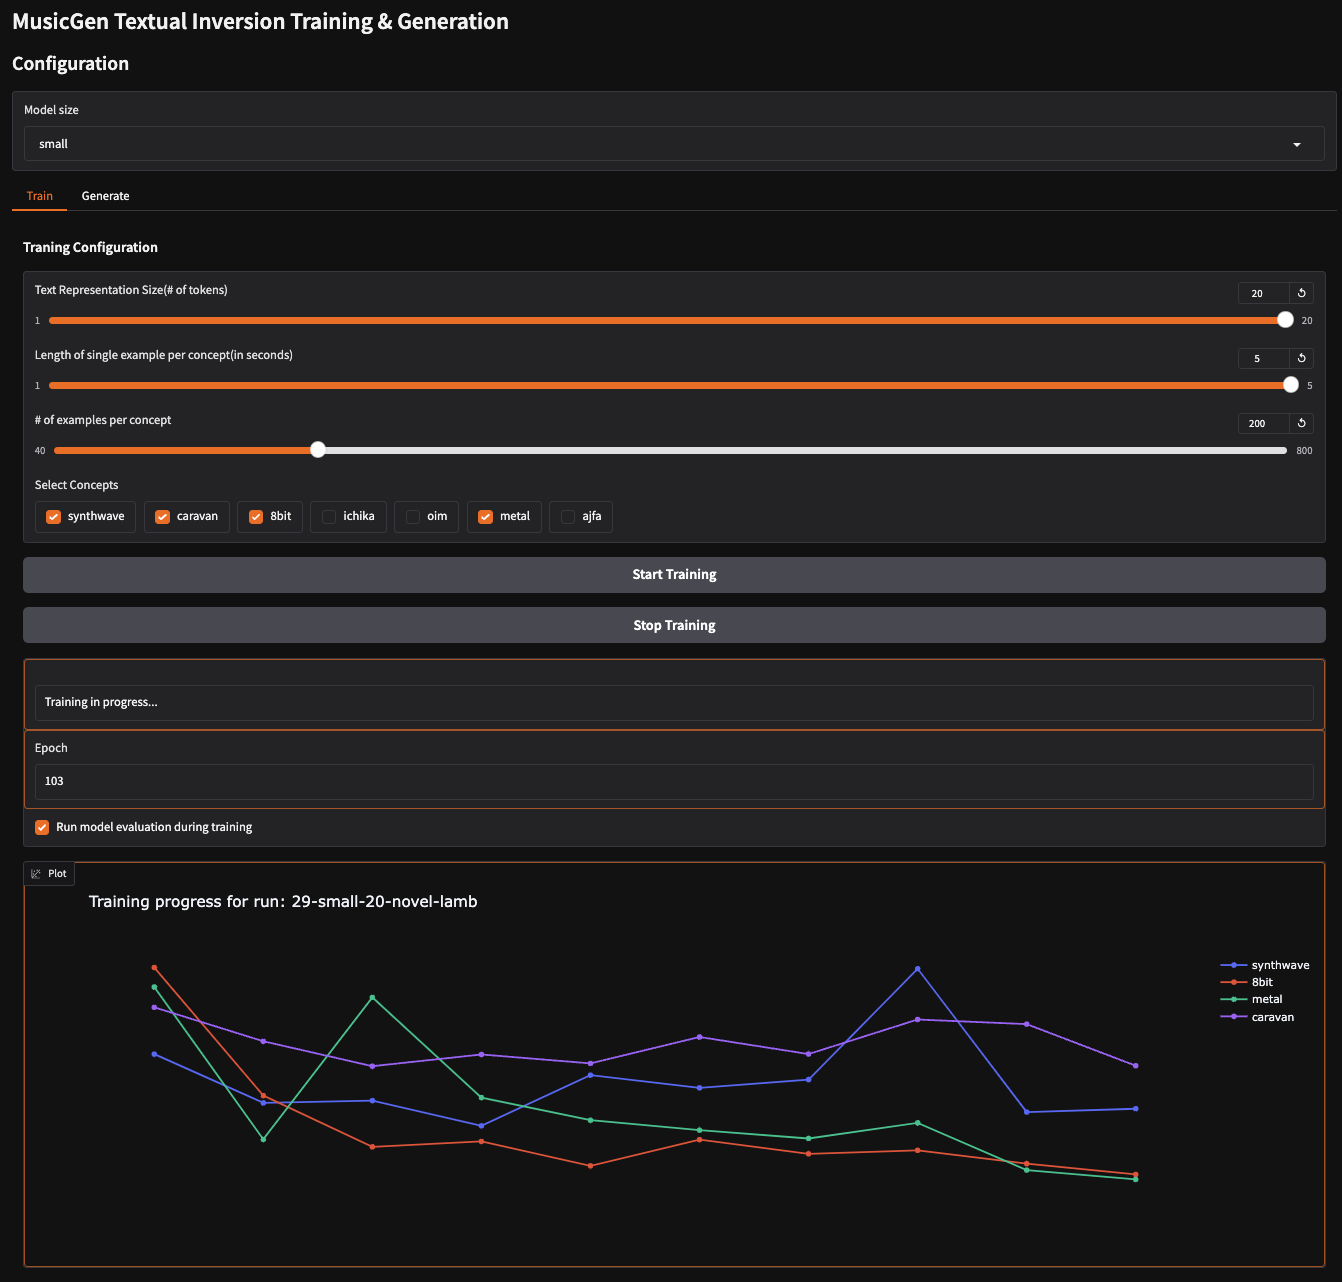 MusicGen Textual Inversion Training & Generation
Configuration
Model size
small
Train Generate
Traning Configuration
Text Representation Size(# of tokens)
20
1 20
Length of single example per concept(in seconds)
5
1 5
# of examples per concept
200
40 800
Select Concepts
synthwave caravan 8bit ichika oim metal ajfa
Start Training
Stop Training
Training in progress...
Epoch
103
Run model evaluation during training
Plot
Training progress for run: 29-small-20-novel-lamb
synthwave
8bit
metal
caravan